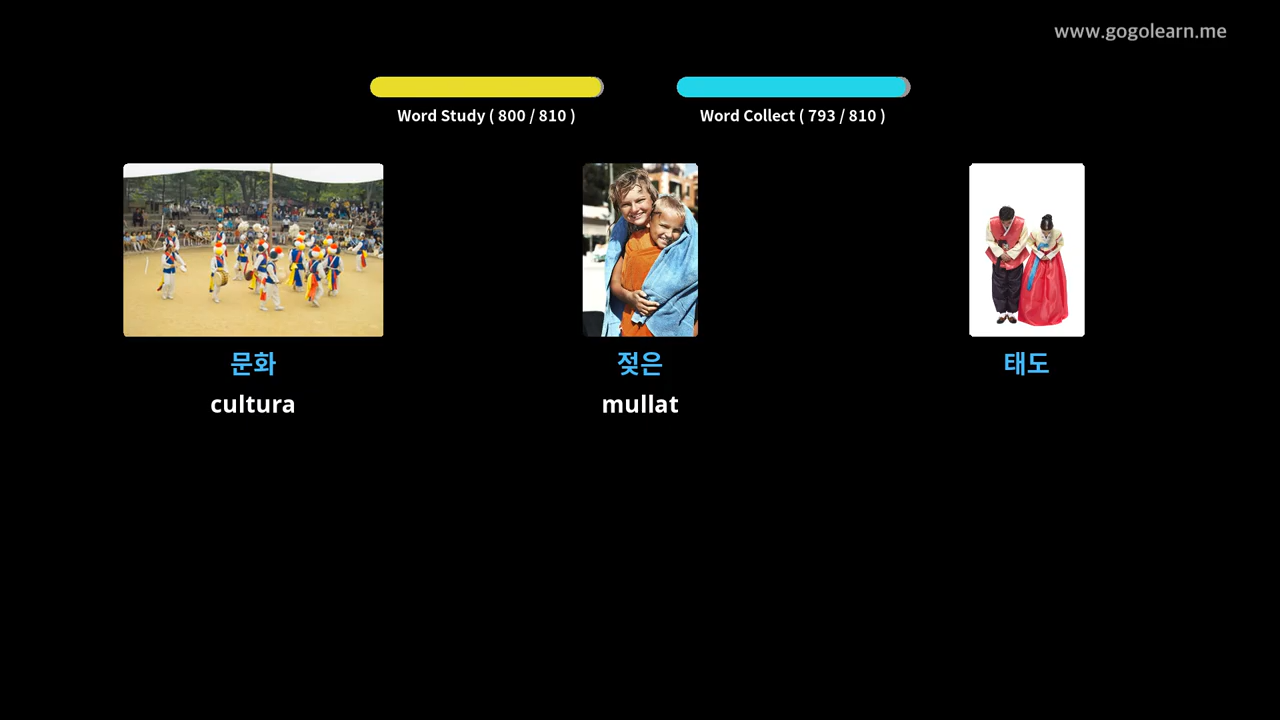 www.gogolearn.me
Word Study ( 800 / 810 )
Word Collect ( 793 / 810 )
문화
젖은
태도
cultura
mullat